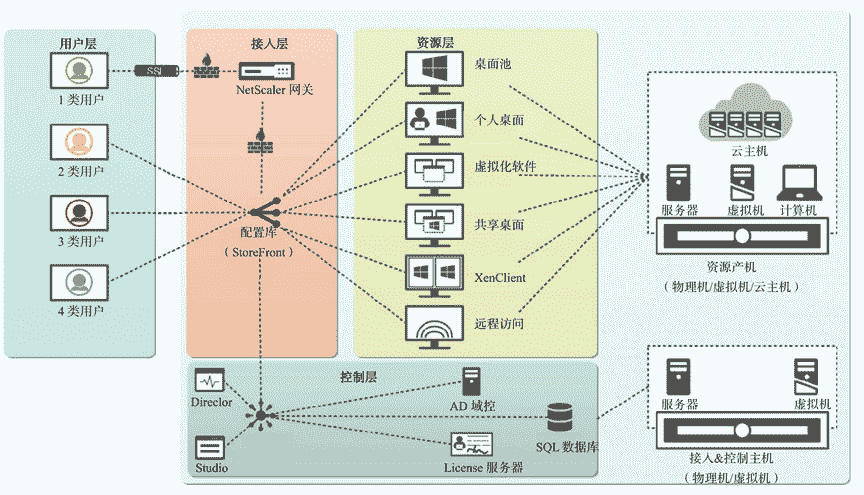 用户层
1 类用户
2 类用户
3 类用户
4 类用户
SSL
接入层
NetScaler 网关
配置库
（StoreFront）
资源层
桌面池
个人桌面
虚拟化软件
共享桌面
XenClient
远程访问
云主机
服务器
虚拟机
计算机
资源产机
（物理机/虚拟机/云主机）
控制层
Direclor
Studio
AD 域控
SQL 数据库
License 服务器
服务器
虚拟机
接入&控制主机
（物理机/虚拟机）